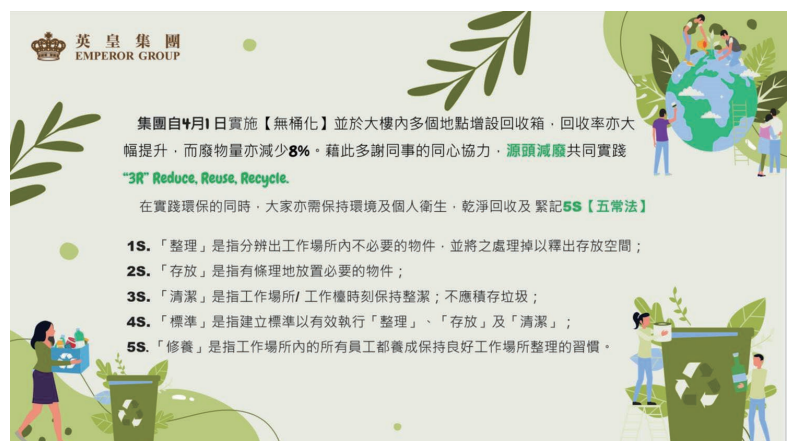 英皇集團
EMPEROR GROUP
集團自4月1日實施【無桶化】並於大樓內多個地點增設回收箱，回收率亦大
幅提升，而廢物量亦減少8%。藉此多謝同事的同心協力，源頭減廢共同實踐
“3R” Reduce, Reuse, Recycle.
在實踐環保的同時，大家亦需保持環境及個人衛生，乾淨回收及 緊記5S【五常法】
1S.「整理」是指分辨出工作場所內不必要的物件，並將之處理掉以釋出存放空間；
2S.「存放」是指有條理地放置必要的物件；
3S.「清潔」是指工作場所/ 工作檯時刻保持整潔；不應積存垃圾；
4S.「標準」是指建立標準以有效執行「整理」、「存放」及「清潔」；
5S.「修養」是指工作場所內的所有員工都養成保持良好工作場所整理的習慣。